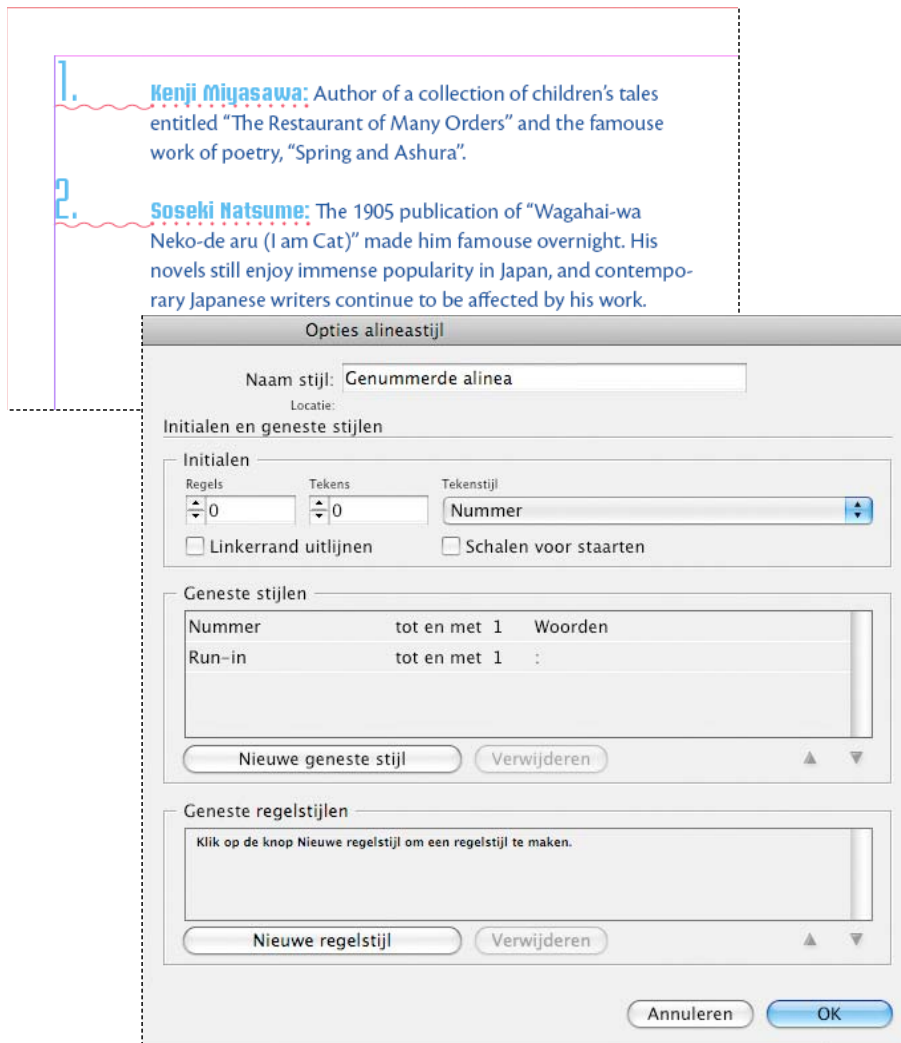 1. Kenji Miyasawa: Author of a collection of children's tales
entitled “The Restaurant of Many Orders” and the famouse
work of poetry, “Spring and Ashura”.
2. Soseki Natsume: The 1905 publication of “Wagahai-wa
Neko-de aru (I am Cat)” made him famouse overnight. His
novels still enjoy immense popularity in Japan, and contempo-
rary Japanese writers continue to be affected by his work.
Opties alineastijl
Naam stijl: Genummerde alinea
Locatie:
Initialen en geneste stijlen
Initialen
Regels Tekens Tekenstijl
0 0 Nummer
Linkerrand uitlijnen Schalen voor staarten
Geneste stijlen
Nummer tot en met 1 Woorden
Run-in tot en met 1 :
Nieuwe geneste stijl Verwijderen
Geneste regelstijlen
Klik op de knop Nieuwe regelstijl om een regelstijl te maken.
Nieuwe regelstijl Verwijderen
Annuleren OK